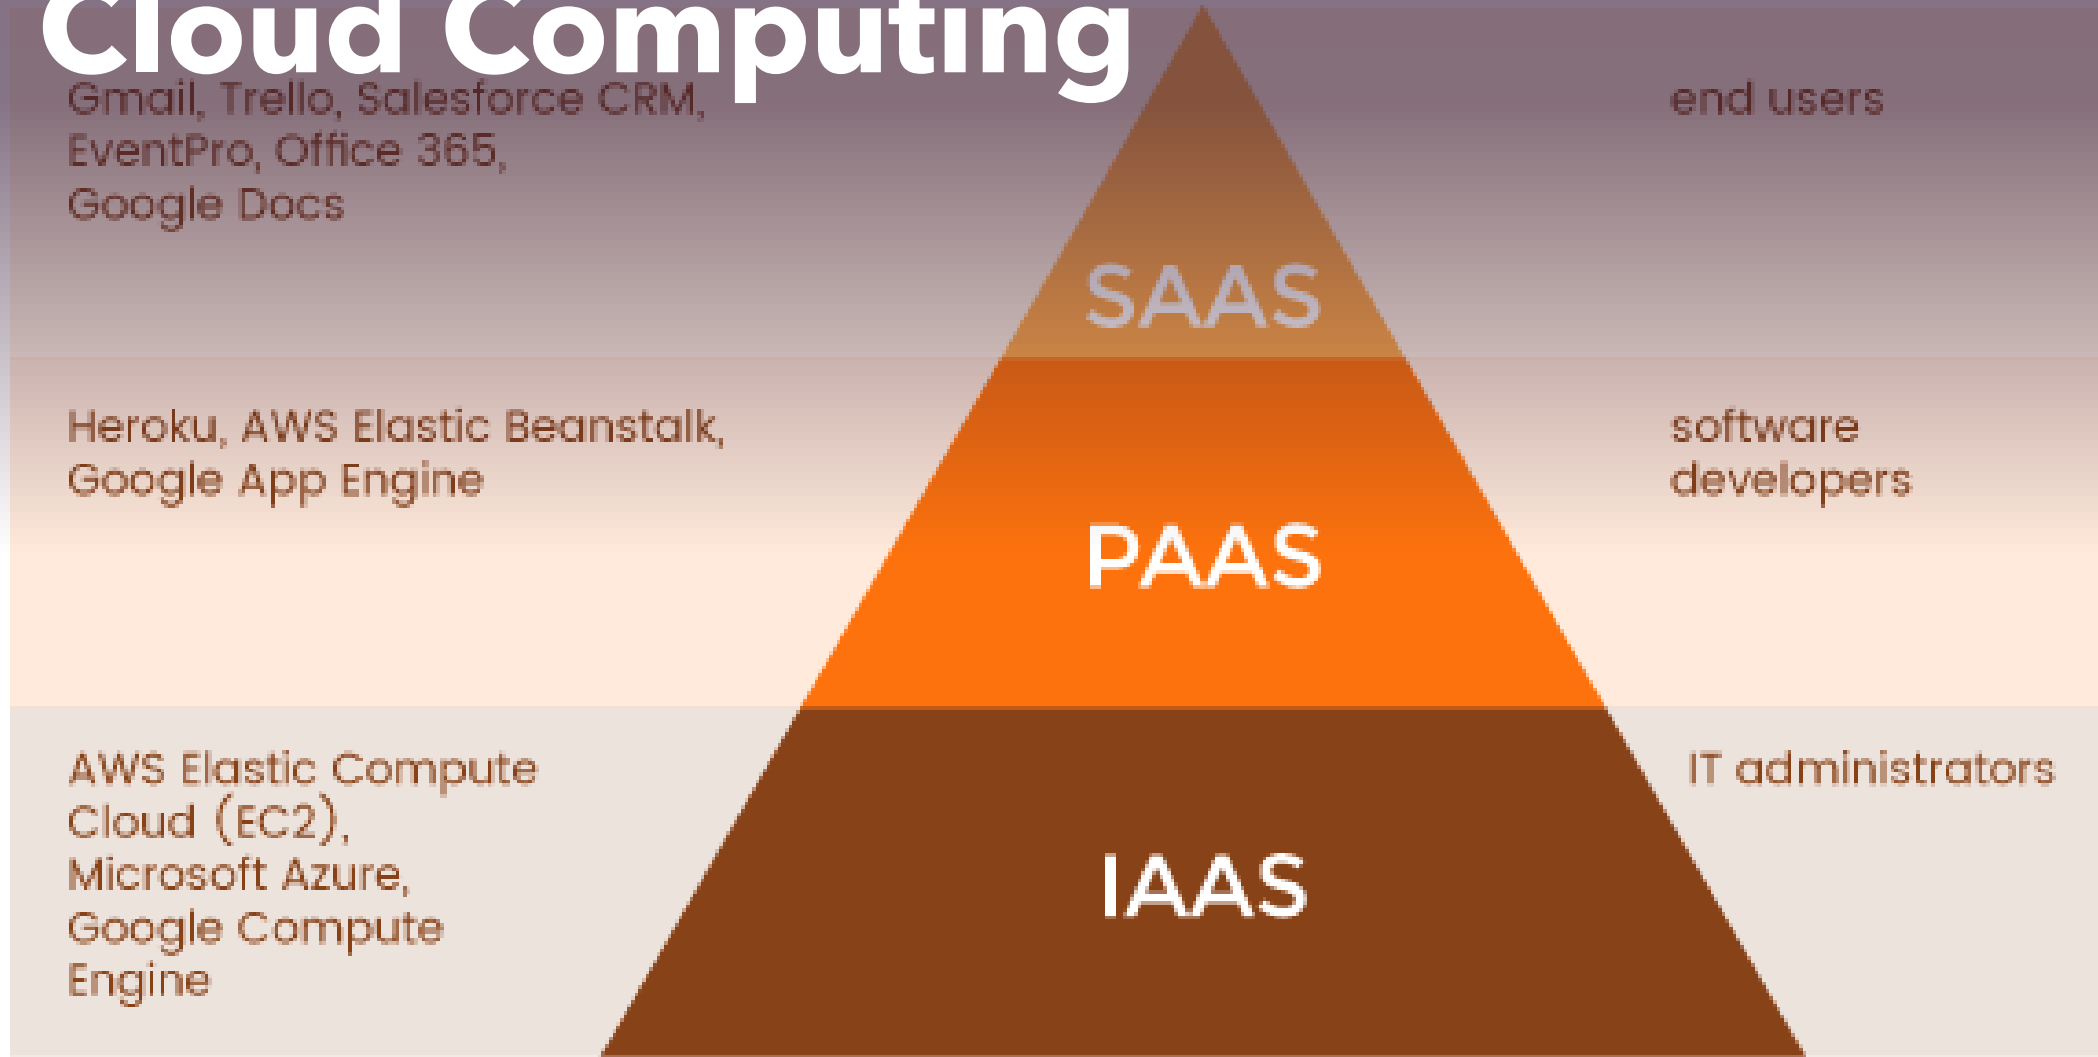 Cloud Computing
Gmail, Trello, Salesforce CRM,
EventPro, Office 365,
Google Docs
SAAS
end users
Heroku, AWS Elastic Beanstalk,
Google App Engine
PAAS
software
developers
AWS Elastic Compute
Cloud (EC2),
Microsoft Azure,
Google Compute
Engine
IAAS
IT administrators